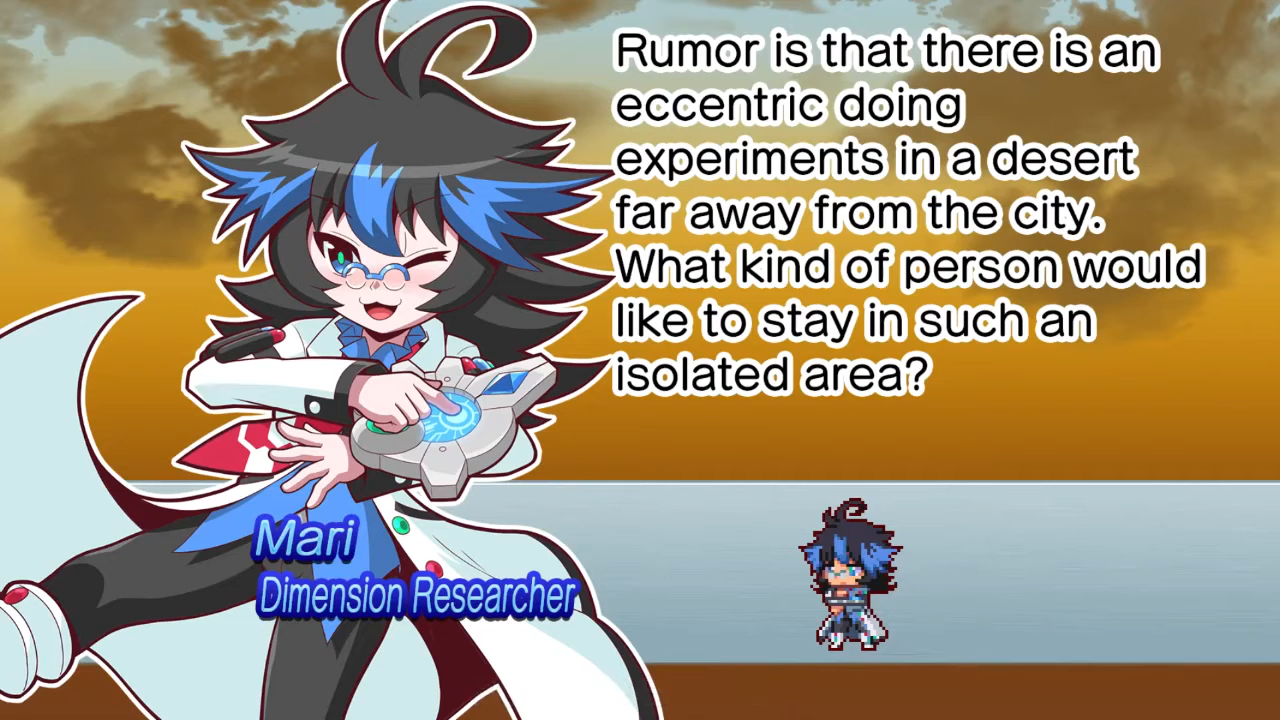 Rumor is that there is an
eccentric doing
experiments in a desert
far away from the city.
What kind of person would
like to stay in such an
isolated area?
Mari
Dimension Researcher